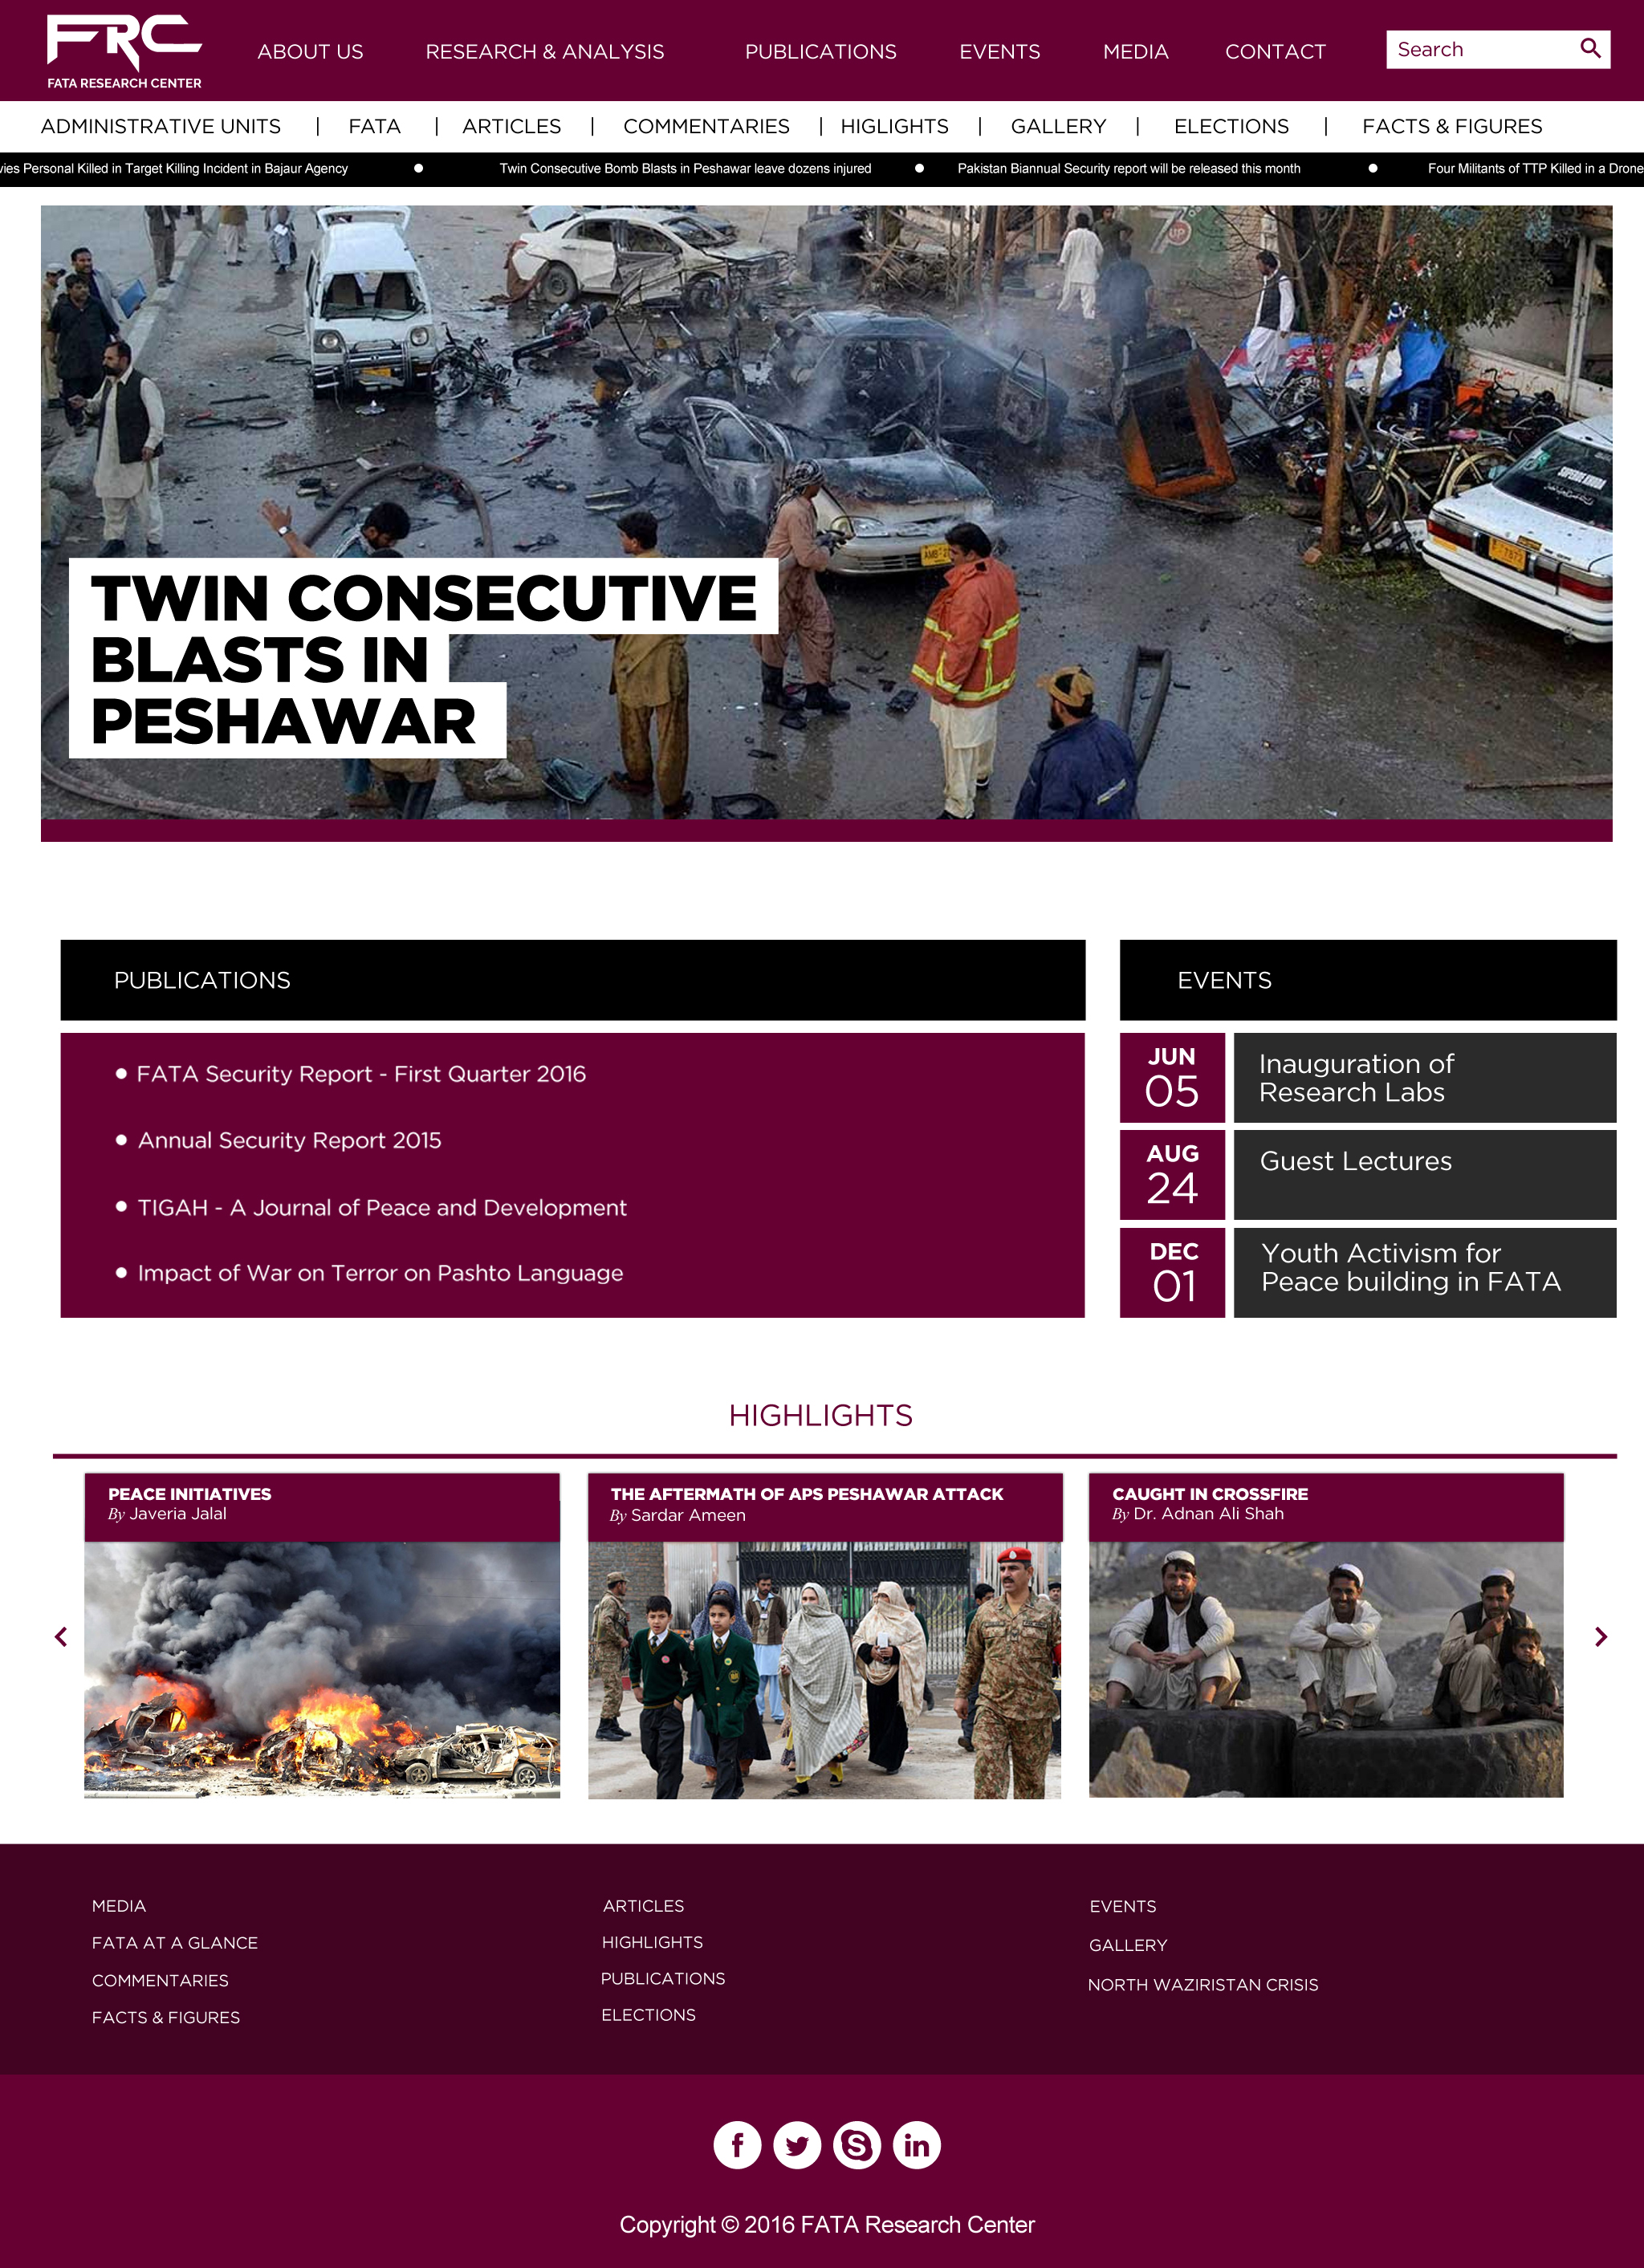 FRC
FATA RESEARCH CENTER
ABOUT US
RESEARCH & ANALYSIS
PUBLICATIONS
EVENTS
MEDIA
CONTACT
Search
ADMINISTRATIVE UNITS | FATA | ARTICLES | COMMENTARIES | HIGLIGHTS | GALLERY | ELECTIONS | FACTS & FIGURES
Personal Killed in Target Killing Incident in Bajaur Agency ● Twin Consecutive Bomb Blasts in Peshawar leave dozens injured ● Pakistan Biannual Security report will be released this month ● Four Militants of TTP Killed in a Drone
UP
TWIN CONSECUTIVE
BLASTS IN
PESHAWAR
PUBLICATIONS
● FATA Security Report - First Quarter 2016
● Annual Security Report 2015
● TIGAH - A Journal of Peace and Development
● Impact of War on Terror on Pashto Language
EVENTS
JUN
05
Inauguration of
Research Labs
AUG
24
Guest Lectures
DEC
01
Youth Activism for
Peace building in FATA
HIGHLIGHTS
PEACE INITIATIVES
By Javeria Jalal
THE AFTERMATH OF APS PESHAWAR ATTACK
By Sardar Ameen
CAUGHT IN CROSSFIRE
By Dr. Adnan Ali Shah
MEDIA
FATA AT A GLANCE
COMMENTARIES
FACTS & FIGURES
ARTICLES
HIGHLIGHTS
PUBLICATIONS
ELECTIONS
EVENTS
GALLERY
NORTH WAZIRISTAN CRISIS
Copyright © 2016 FATA Research Center